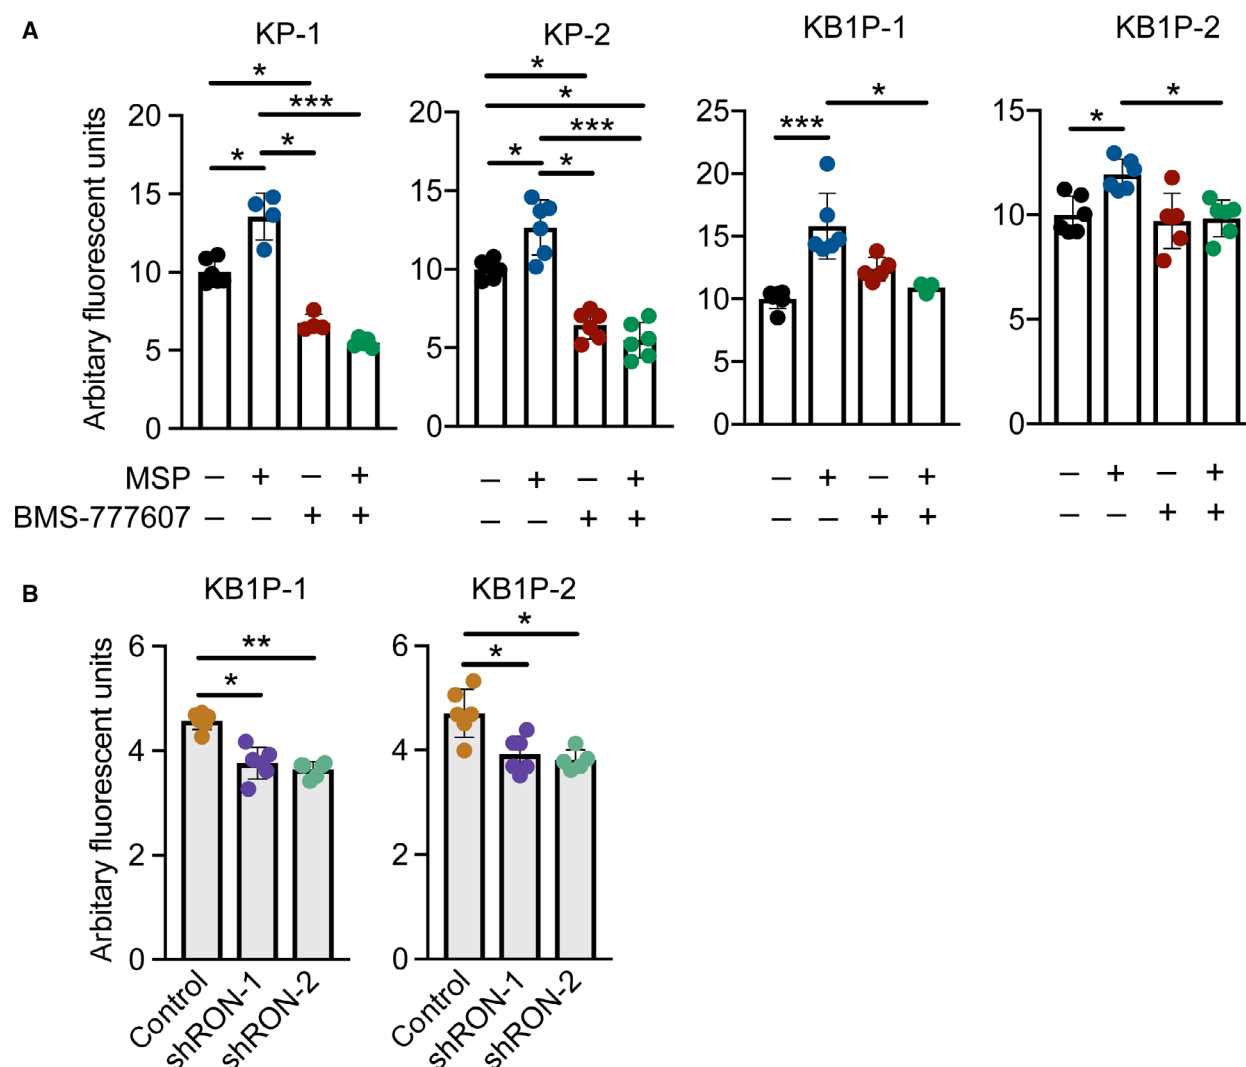 A
KP-1
KP-2
KB1P-1
KB1P-2
Arbitary fluorescent units
* *** * *
* * *** * *
*** *
* *
20 15 10 5 0
20 15 10 5 0
25 20 15 10 5 0
15 10 5 0
MSP – + – + – + – + – + – + – + – +
BMS-777607 – – + + – – + + – – + + – – + +
B
KB1P-1
KB1P-2
Arbitary fluorescent units
** *
* *
6 4 2 0
6 4 2 0
Control shRON-1 shRON-2
Control shRON-1 shRON-2